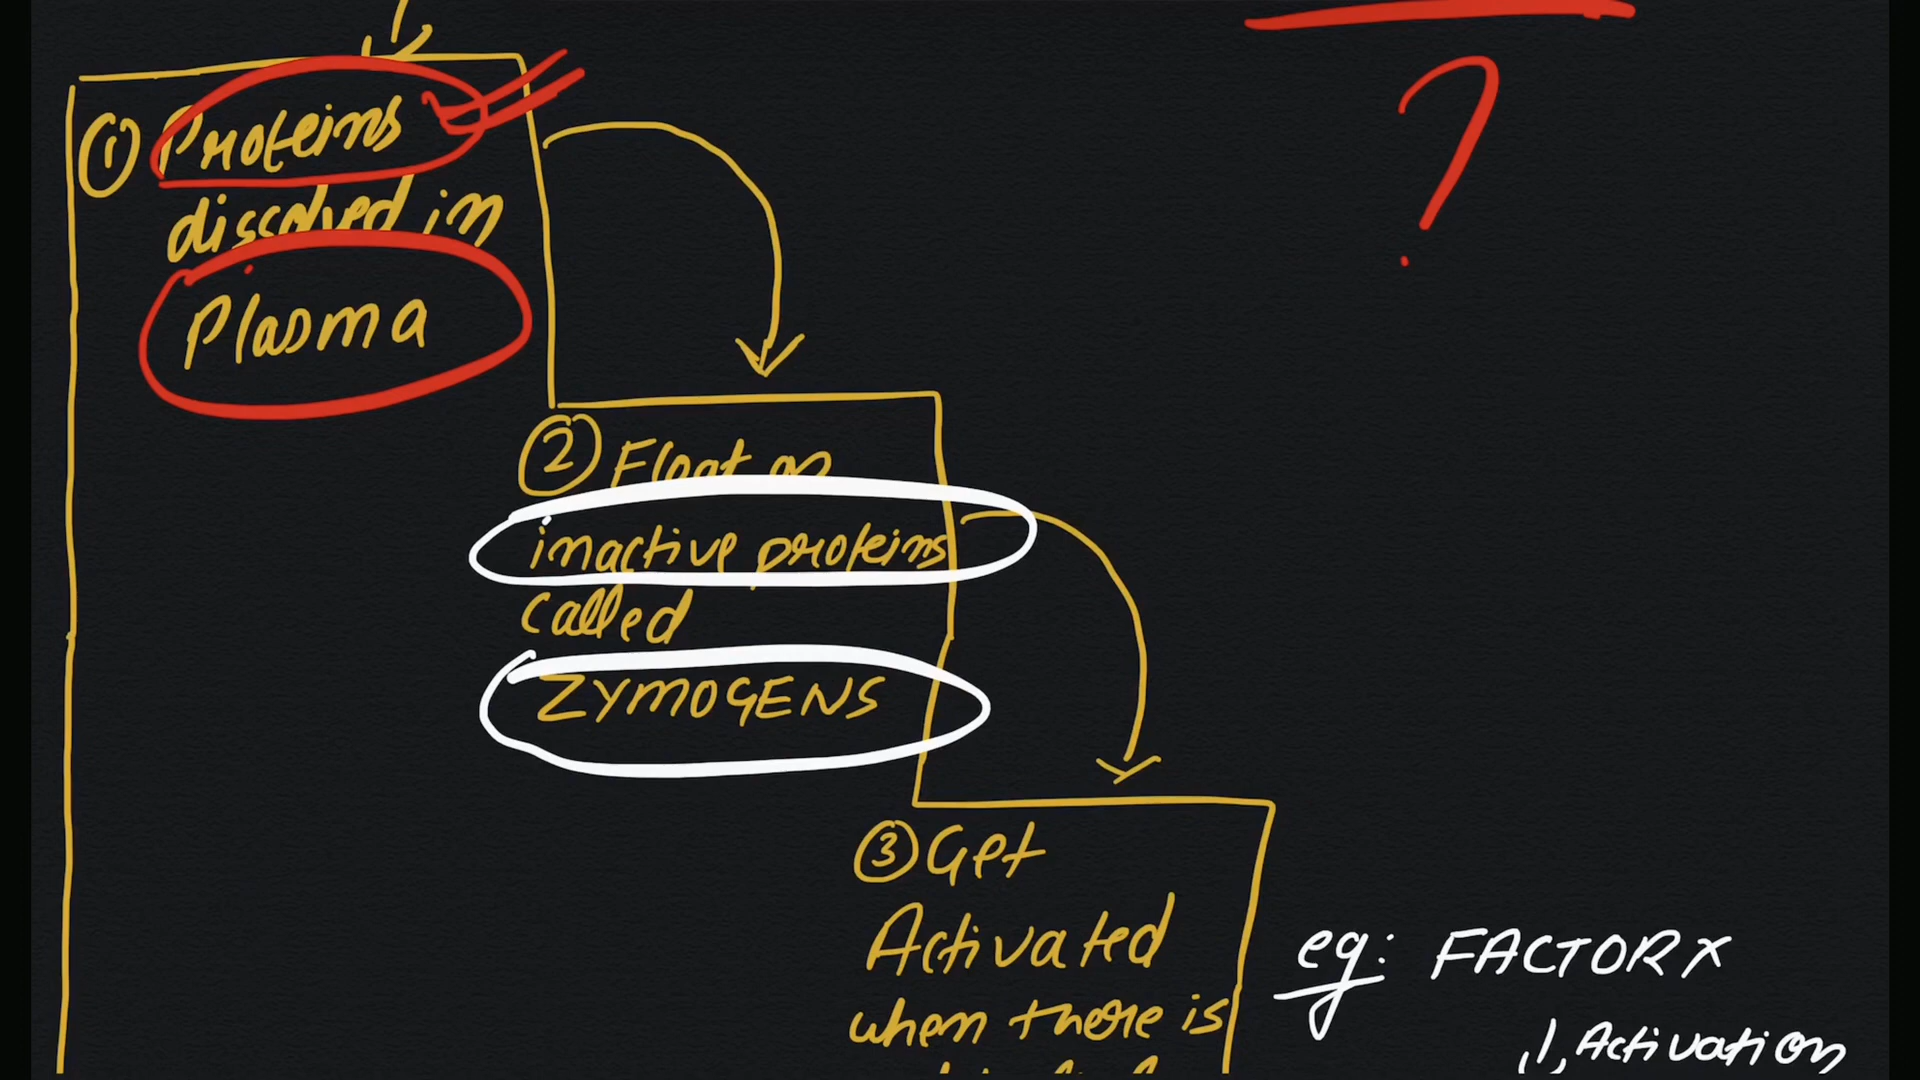 ① Proteins
dissolved in
Plasma
?
② Float as
inactive proteins
called
ZYMOGENS
③ Get
Activated
when there is
eg: FACTOR X
Activation